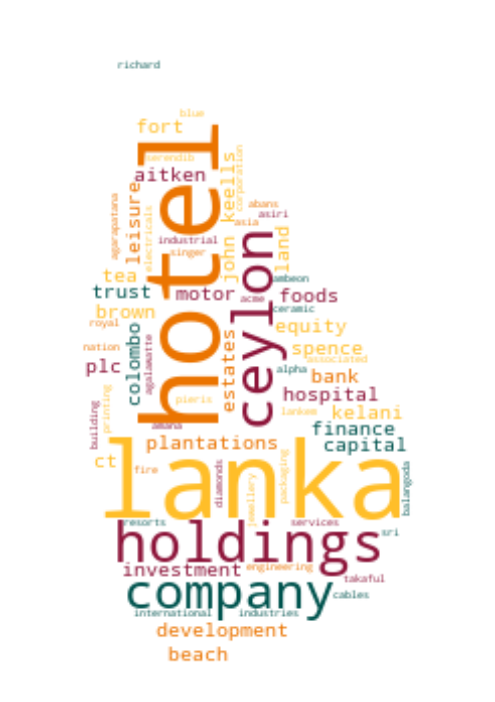 richard
blue
fort
serendib
hotel
aitken
leisure
agarapatana
electricals
john keells
corporation
abans
asiri
asia
industrial
singer
land
ceylon
tea
trust
motor
acme
ambeon
foods
ceramic
brown
royal
colombo
agalawatte
estates
equity
nation
spence
associated
plc
alpha
bank
building
printing
pieris
hospital
lankem
kelani
amana
finance
plantations
capital
lanka
ct
fire
diamonds
jewellery
packaging
balangoda
resorts
services
holdings
sri
investment
engineering
takaful
company
cables
international
industries
development
beach